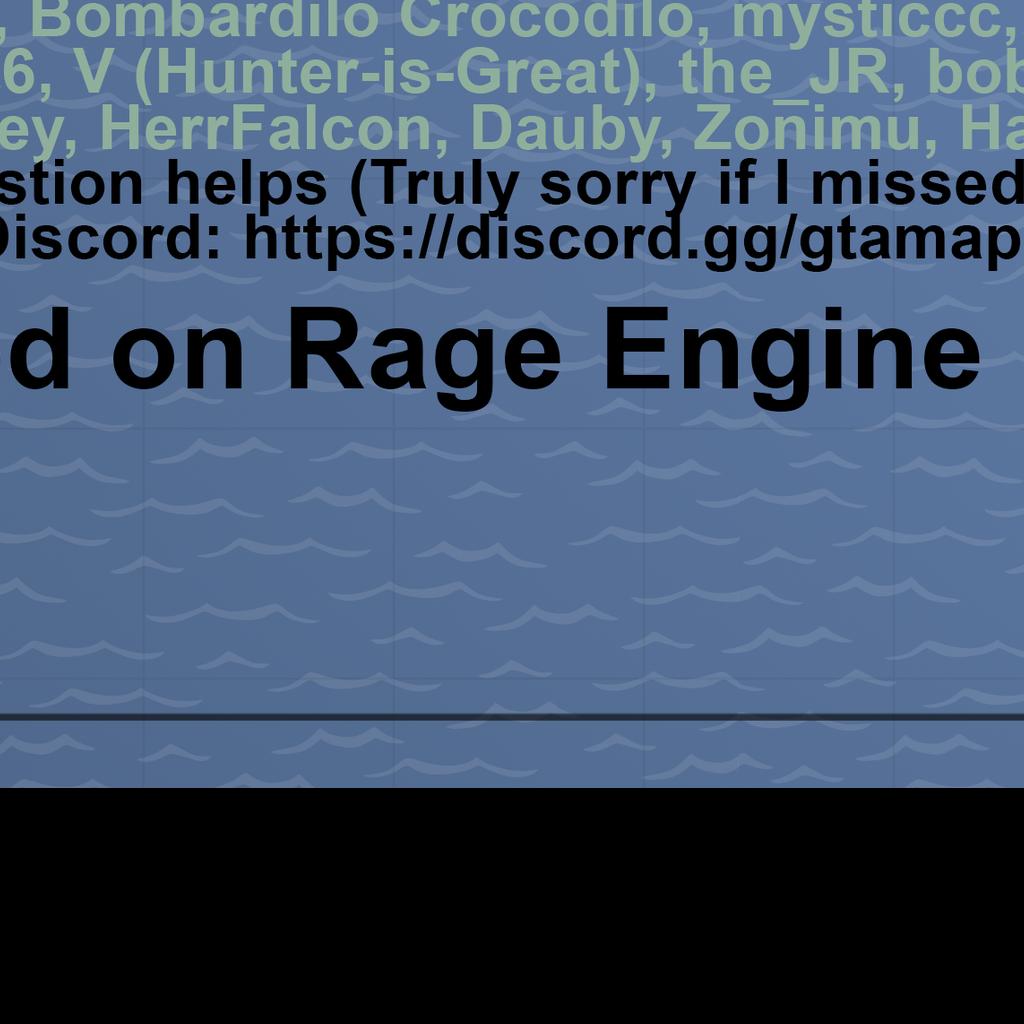 , Bombardilo Crocodilo, mysticcc,
6, V (Hunter-is-Great), the_JR, bob
ey, HerrFalcon, Dauby, Zoñimu, Ha
stion helps (Truly sorry if I missed
Discord: https://discord.gg/gtamap
d on Rage Engine